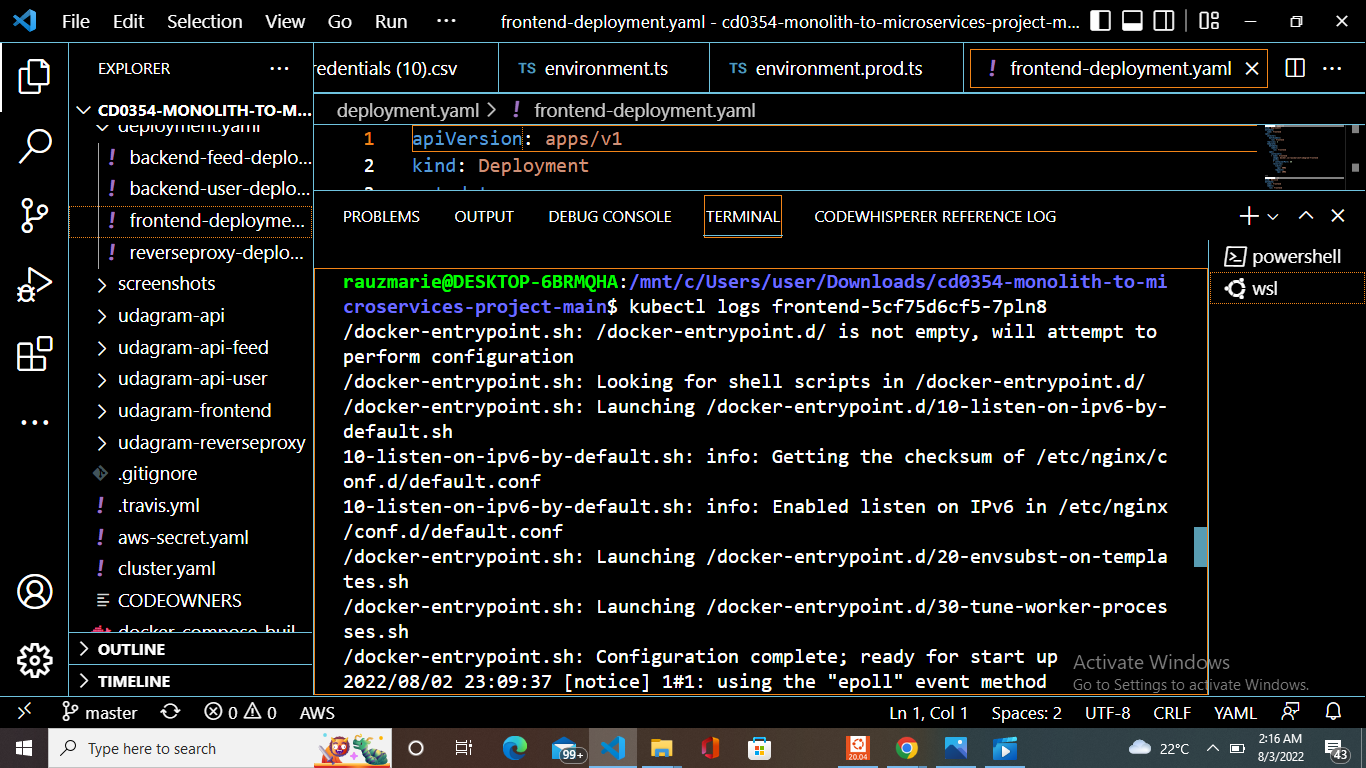 File Edit Selection View Go Run ··· frontend-deployment.yaml - cd0354-monolith-to-microservices-project-m...
EXPLORER ···
redentials (10).csv
TS environment.ts
TS environment.prod.ts
! frontend-deployment.yaml
CD0354-MONOLITH-TO-M...
deployment.yaml
! backend-feed-deplo...
! backend-user-deplo...
! frontend-deployme...
! reverseproxy-deplo...
screenshots
udagram-api
udagram-api-feed
udagram-api-user
udagram-frontend
udagram-reverseproxy
.gitignore
! .travis.yml
! aws-secret.yaml
! cluster.yaml
CODEOWNERS
docker-compose-buil
OUTLINE
TIMELINE
deployment.yaml > ! frontend-deployment.yaml
1 apiVersion: apps/v1
2 kind: Deployment
PROBLEMS OUTPUT DEBUG CONSOLE TERMINAL CODEWHISPERER REFERENCE LOG
powershell
wsl
rauzmarie@DESKTOP-6BRMQHA:/mnt/c/Users/user/Downloads/cd0354-monolith-to-mi
croservices-project-main$ kubectl logs frontend-5cf75d6cf5-7pln8
/docker-entrypoint.sh: /docker-entrypoint.d/ is not empty, will attempt to
perform configuration
/docker-entrypoint.sh: Looking for shell scripts in /docker-entrypoint.d/
/docker-entrypoint.sh: Launching /docker-entrypoint.d/10-listen-on-ipv6-by-
default.sh
10-listen-on-ipv6-by-default.sh: info: Getting the checksum of /etc/nginx/c
onf.d/default.conf
10-listen-on-ipv6-by-default.sh: info: Enabled listen on IPv6 in /etc/nginx
/conf.d/default.conf
/docker-entrypoint.sh: Launching /docker-entrypoint.d/20-envsubst-on-templa
tes.sh
/docker-entrypoint.sh: Launching /docker-entrypoint.d/30-tune-worker-proces
ses.sh
/docker-entrypoint.sh: Configuration complete; ready for start up
2022/08/02 23:09:37 [notice] 1#1: using the "epoll" event method
Activate Windows
Go to Settings to activate Windows.
master 0 0 AWS Ln 1, Col 1 Spaces: 2 UTF-8 CRLF YAML
Type here to search
99+
20.04
22°C
2:16 AM
8/3/2022
43